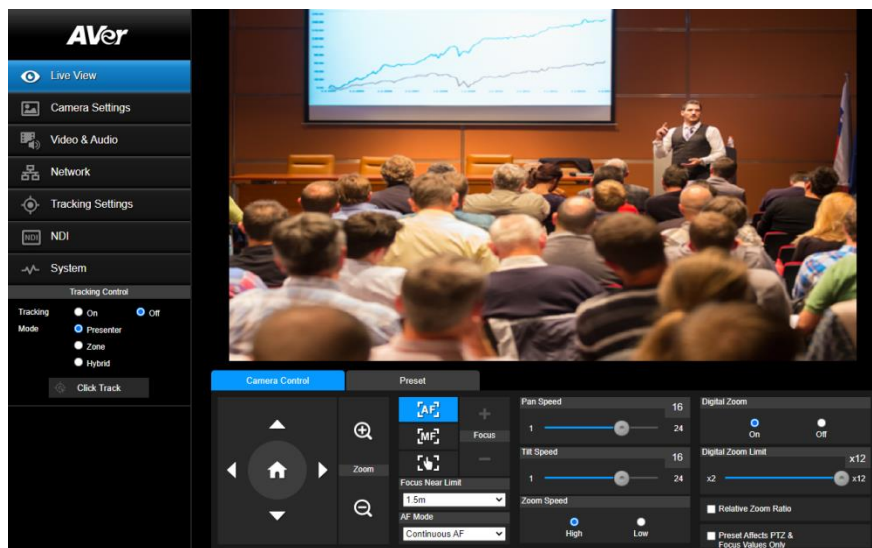 AVer
Live View
Camera Settings
Video & Audio
Network
Tracking Settings
NDI
NDI
System
Tracking Control
Tracking
On
Off
Mode
Presenter
Zone
Hybrid
Click Track
Camera Control
Preset
Zoom
AF
MF
Focus
Focus Near Limit
1.5m
AF Mode
Continuous AF
Pan Speed
16
1
24
Tilt Speed
16
1
24
Zoom Speed
High
Low
Digital Zoom
On
Off
Digital Zoom Limit
x12
x2
x12
Relative Zoom Ratio
Preset Affects PTZ &
Focus Values Only